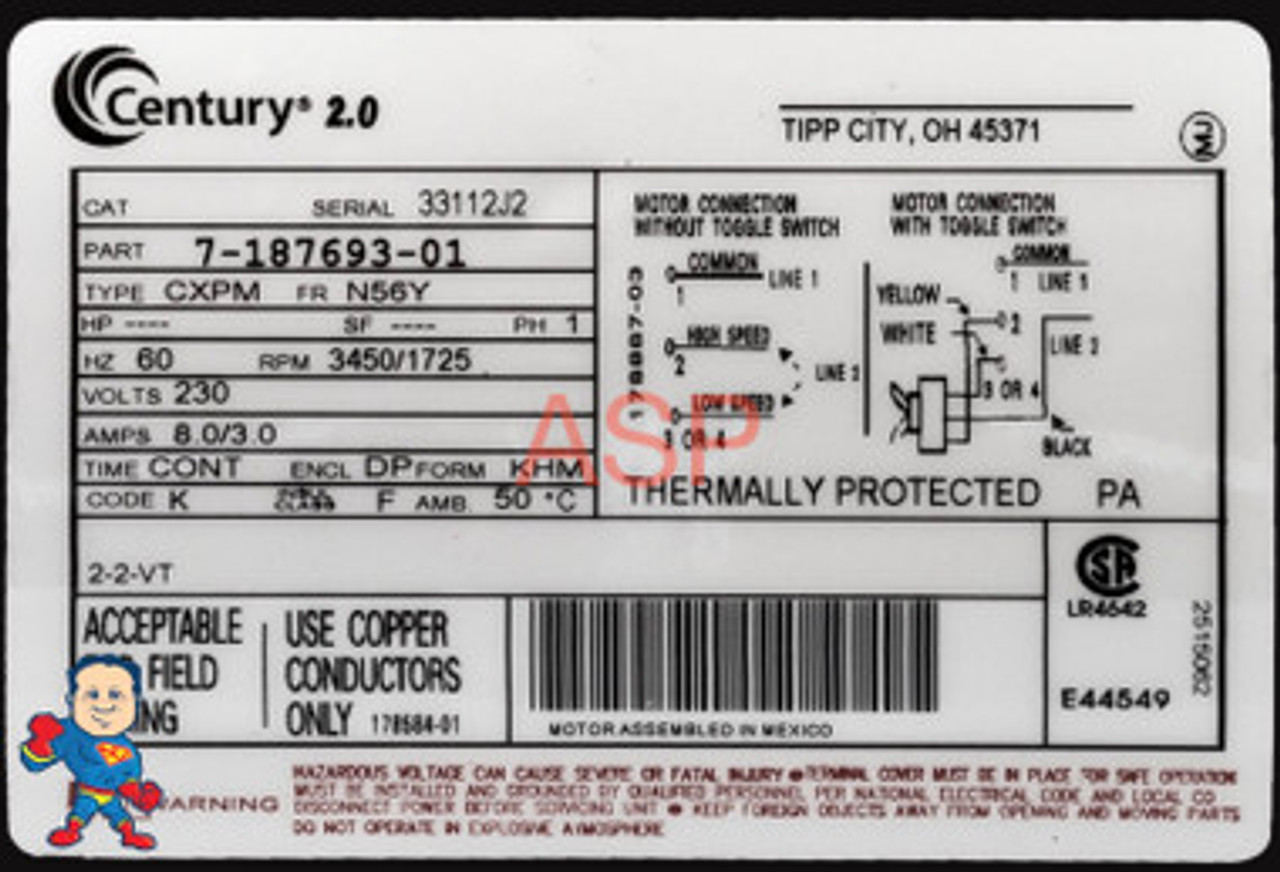 Century® 2.0
TIPP CITY, OH 45371
CAT SERIAL 33112J2
PART 7-187693-01
TYPE CXPM FR N56Y
HP ---- SF ---- PH 1
HZ 60 RPM 3450/1725
VOLTS 230
AMPS 8.0/3.0
TIME CONT ENCL DP FORM KHM
CODE K CLASS F AMB. 50 °C
MOTOR CONNECTION
WITHOUT TOGGLE SWITCH
COMMON
1 LINE 1
HIGH SPEED
2
LINE 2
LOW SPEED
3 OR 4
178887-03
MOTOR CONNECTION
WITH TOGGLE SWITCH
COMMON
1 LINE 1
YELLOW
2
WHITE
LINE 2
3 OR 4
BLACK
ASP
THERMALLY PROTECTED PA
2-2-VT
ACCEPTABLE
FIELD
USE COPPER
CONDUCTORS
ONLY 178584-01
MOTOR ASSEMBLED IN MEXICO
CSA
LR4642
E44549
2515062
WARNING
HAZARDOUS VOLTAGE CAN CAUSE SEVERE OR FATAL INJURY ● TERMINAL COVER MUST BE IN PLACE FOR SAFE OPERATION
MUST BE INSTALLED AND GROUNDED BY QUALIFIED PERSONNEL PER NATIONAL ELECTRICAL CODE AND LOCAL CO
DISCONNECT POWER BEFORE SERVICING UNIT ● KEEP FOREIGN OBJECTS AWAY FROM OPENING AND MOVING PARTS
DO NOT OPERATE IN EXPLOSIVE ATMOSPHERE